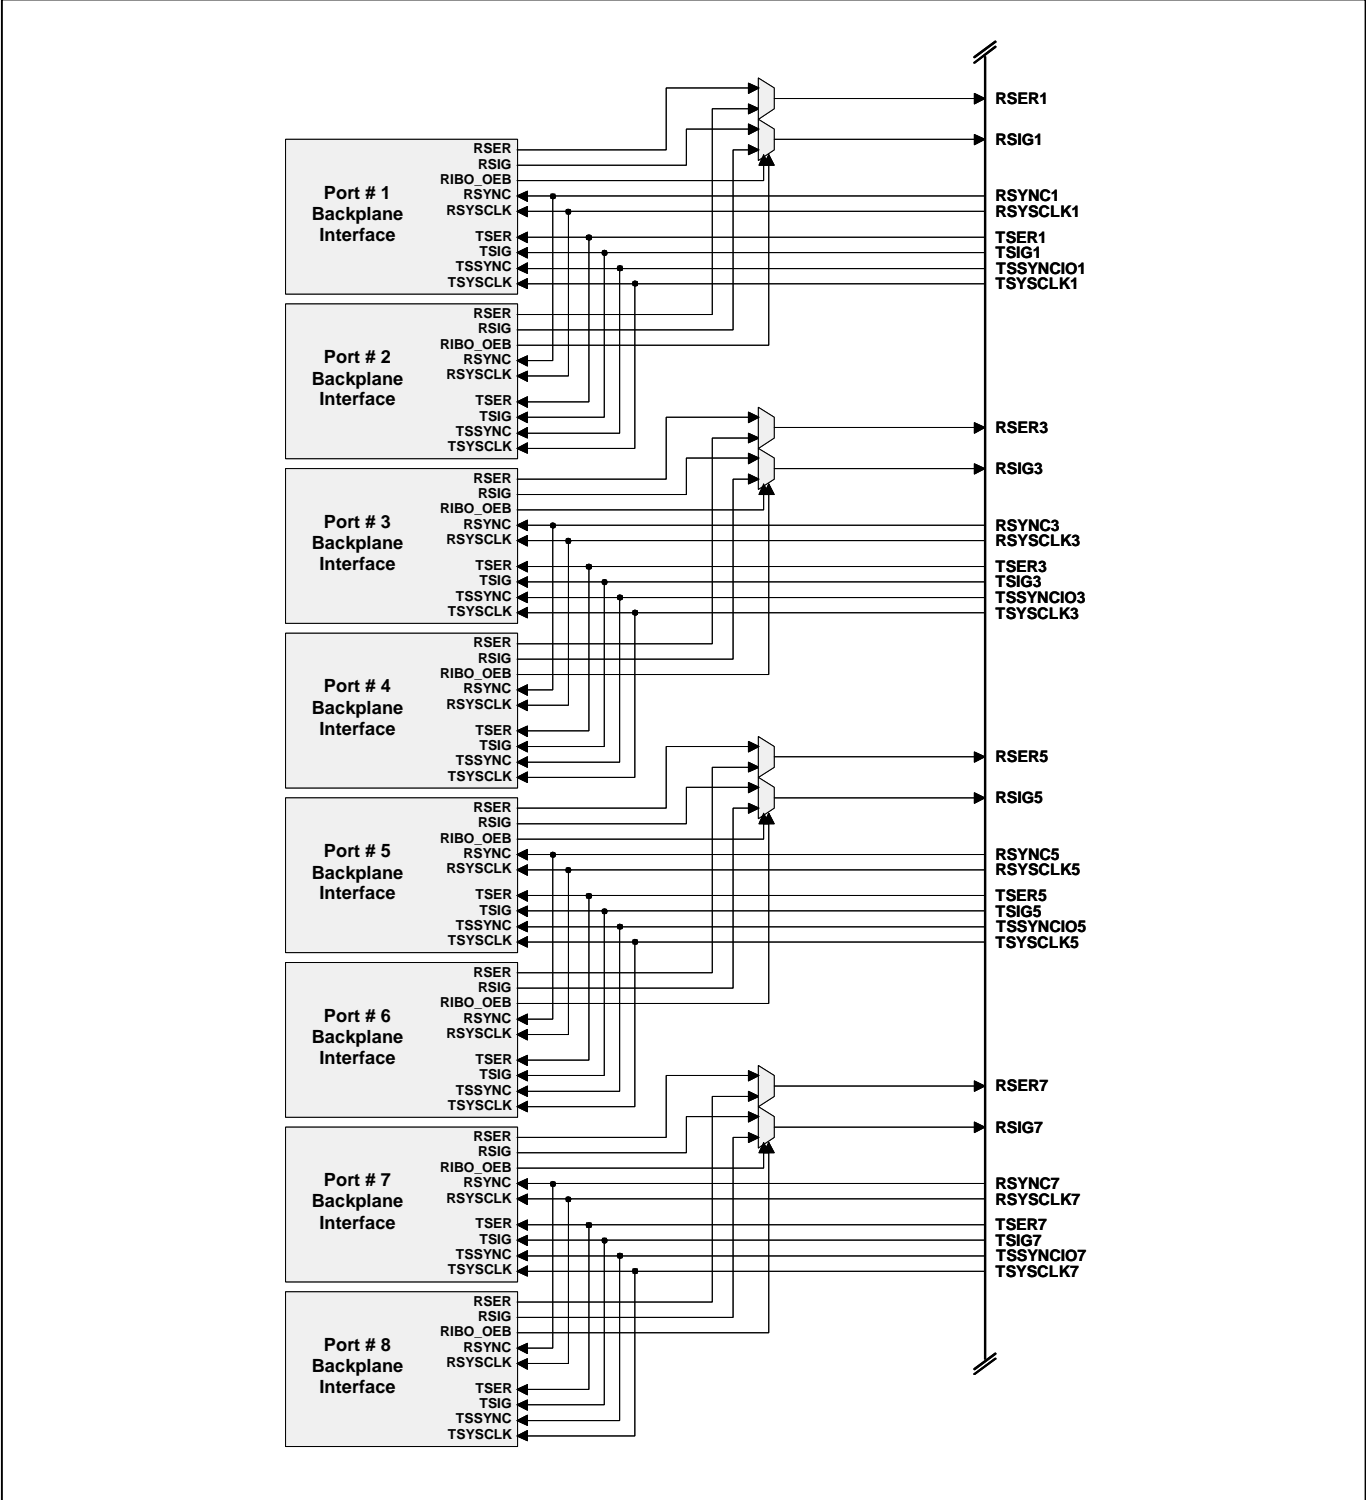 RSER1
RSIG1
Port # 1
Backplane
Interface
RSER
RSIG
RIBO_OEB
RSYNC
RSYSCLK
TSER
TSIG
TSSYNC
TSYSCLK
RSYNC1
RSYSCLK1
TSER1
TSIG1
TSSYNCIO1
TSYSCLK1
Port # 2
Backplane
Interface
RSER
RSIG
RIBO_OEB
RSYNC
RSYSCLK
TSER
TSIG
TSSYNC
TSYSCLK
RSER3
RSIG3
Port # 3
Backplane
Interface
RSER
RSIG
RIBO_OEB
RSYNC
RSYSCLK
TSER
TSIG
TSSYNC
TSYSCLK
RSYNC3
RSYSCLK3
TSER3
TSIG3
TSSYNCIO3
TSYSCLK3
Port # 4
Backplane
Interface
RSER
RSIG
RIBO_OEB
RSYNC
RSYSCLK
TSER
TSIG
TSSYNC
TSYSCLK
RSER5
RSIG5
Port # 5
Backplane
Interface
RSER
RSIG
RIBO_OEB
RSYNC
RSYSCLK
TSER
TSIG
TSSYNC
TSYSCLK
RSYNC5
RSYSCLK5
TSER5
TSIG5
TSSYNCIO5
TSYSCLK5
Port # 6
Backplane
Interface
RSER
RSIG
RIBO_OEB
RSYNC
RSYSCLK
TSER
TSIG
TSSYNC
TSYSCLK
RSER7
RSIG7
Port # 7
Backplane
Interface
RSER
RSIG
RIBO_OEB
RSYNC
RSYSCLK
TSER
TSIG
TSSYNC
TSYSCLK
RSYNC7
RSYSCLK7
TSER7
TSIG7
TSSYNCIO7
TSYSCLK7
Port # 8
Backplane
Interface
RSER
RSIG
RIBO_OEB
RSYNC
RSYSCLK
TSER
TSIG
TSSYNC
TSYSCLK